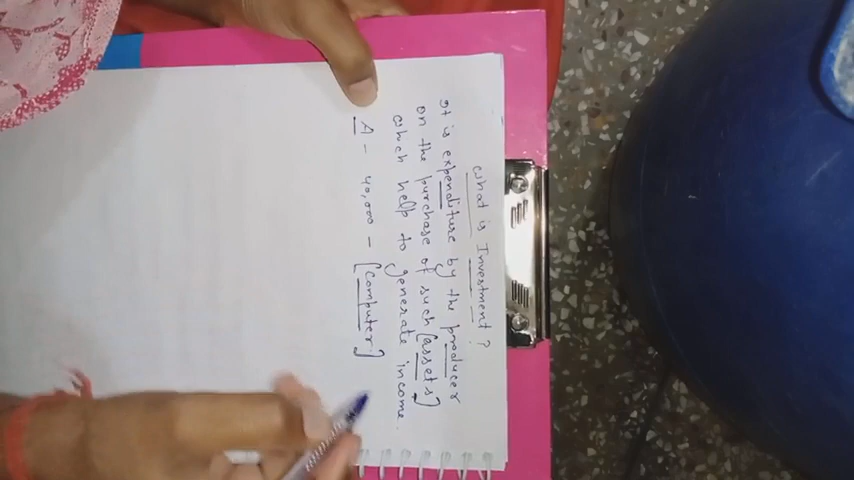 What is Investment?
It is expenditure by the producer
on the purchase of such [assets]
which help to generate income.
A - 40,000 - [computer]